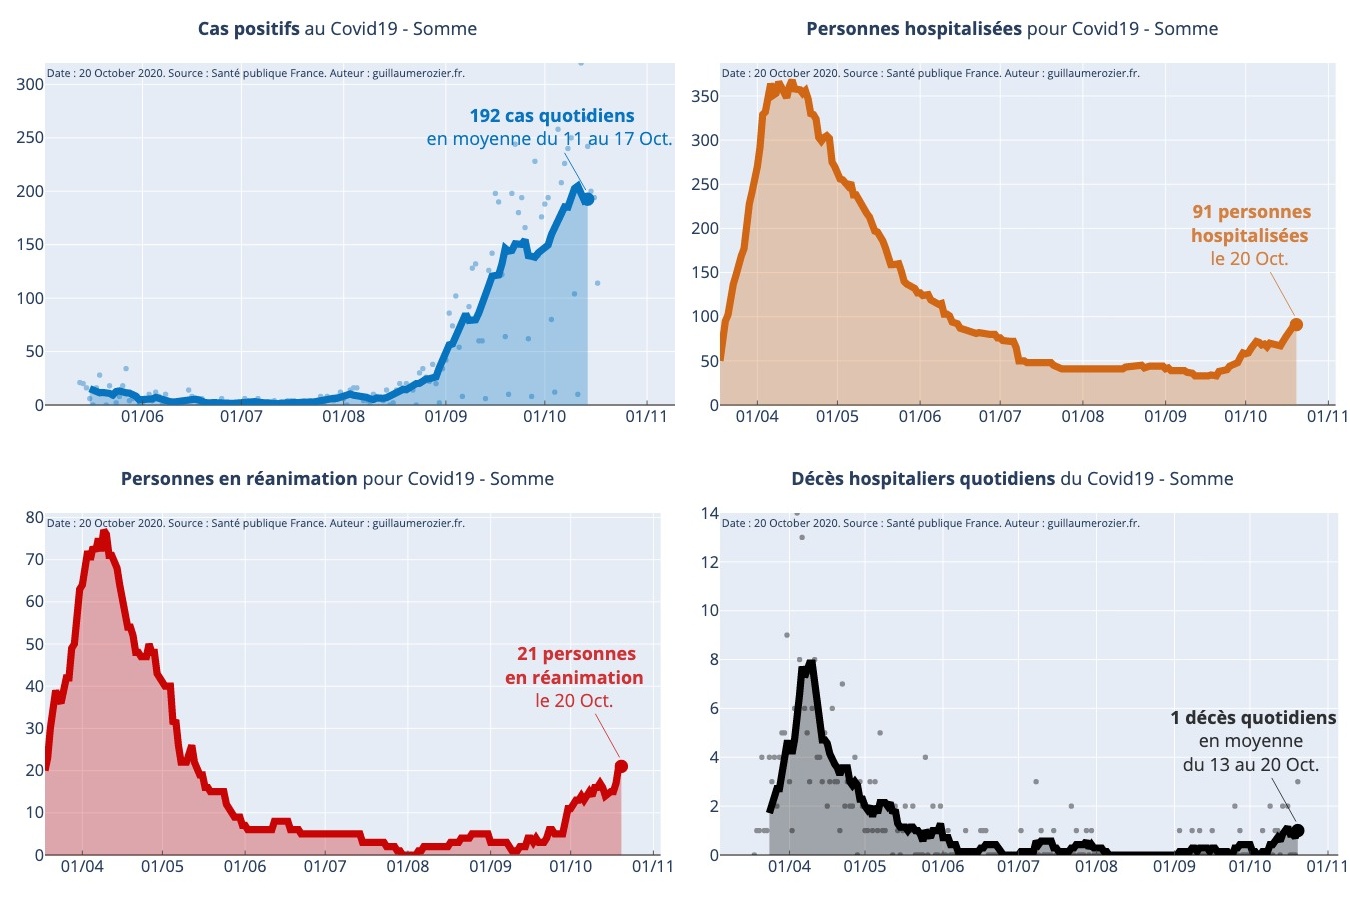 Cas positifs au Covid19 - Somme
Date : 20 October 2020. Source : Santé publique France. Auteur : guillaumerozier.fr.
300
250
200
150
100
50
0
192 cas quotidiens
en moyenne du 11 au 17 Oct.
01/06 01/07 01/08 01/09 01/10 01/11
Personnes hospitalisées pour Covid19 - Somme
Date : 20 October 2020. Source : Santé publique France. Auteur : guillaumerozier.fr.
350
300
250
200
150
100
50
0
91 personnes
hospitalisées
le 20 Oct.
01/04 01/05 01/06 01/07 01/08 01/09 01/10 01/11
Personnes en réanimation pour Covid19 - Somme
80
Date : 20 October 2020. Source : Santé publique France. Auteur : guillaumerozier.fr.
70
60
50
40
30
20
10
0
21 personnes
en réanimation
le 20 Oct.
01/04 01/05 01/06 01/07 01/08 01/09 01/10 01/11
Décès hospitaliers quotidiens du Covid19 - Somme
14
Date : 20 October 2020. Source : Santé publique France. Auteur : guillaumerozier.fr.
12
10
8
6
4
2
0
1 décès quotidiens
en moyenne
du 13 au 20 Oct.
01/04 01/05 01/06 01/07 01/08 01/09 01/10 01/11